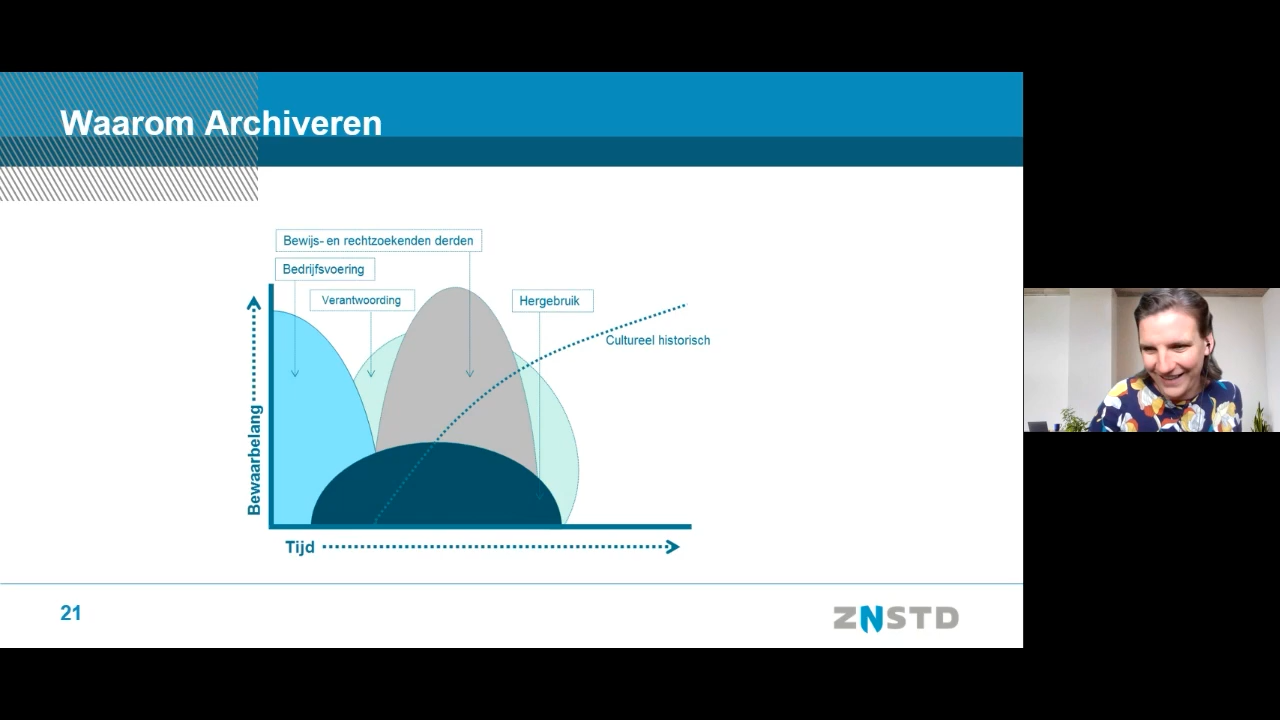 Waarom Archiveren
Bewijs- en rechtzoekenden derden
Bedrijfsvoering
Verantwoording
Hergebruik
Cultureel historisch
Bewaarbelang
Tijd
21
ZNSTD